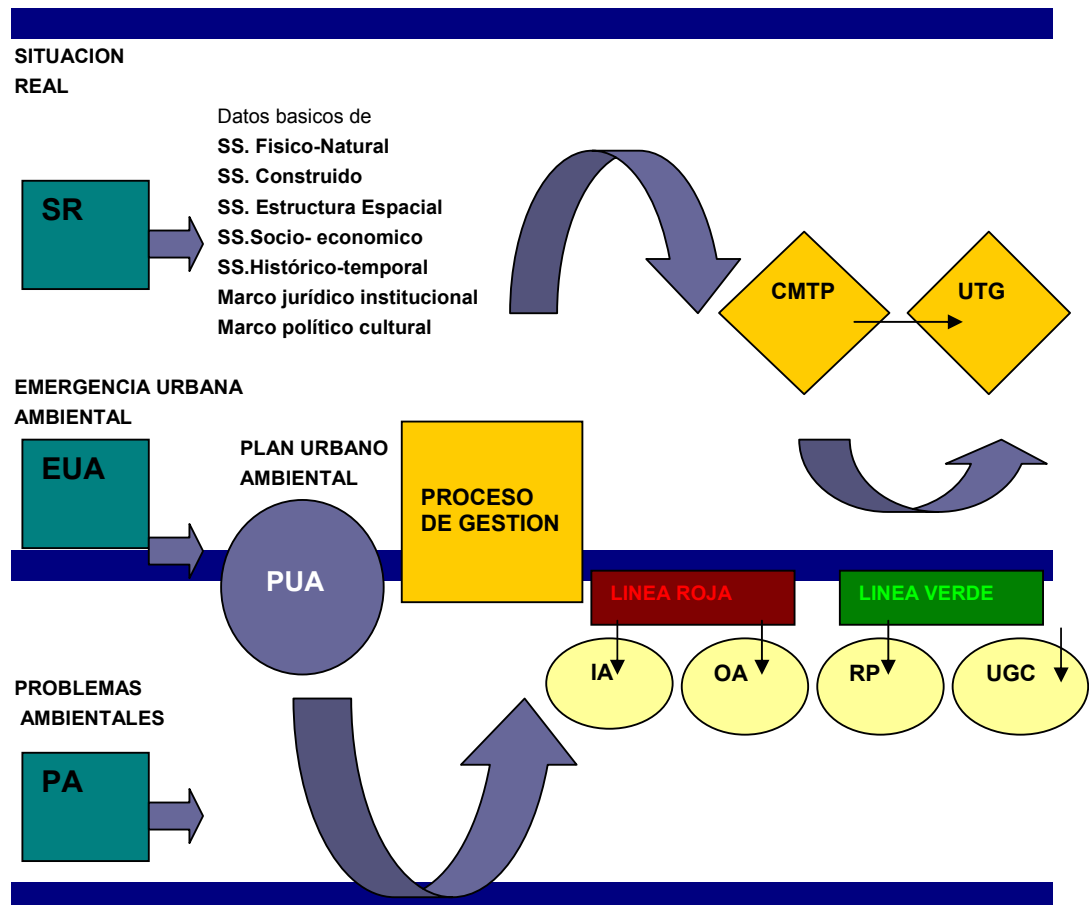 SITUACION
REAL
SR
Datos basicos de
SS. Fisico-Natural
SS. Construido
SS. Estructura Espacial
SS.Socio- economico
SS.Histórico-temporal
Marco jurídico institucional
Marco político cultural
CMTP
UTG
EMERGENCIA URBANA
AMBIENTAL
EUA
PLAN URBANO
AMBIENTAL
PUA
PROCESO
DE GESTION
LINEA ROJA
LINEA VERDE
IA
OA
RP
UGC
PROBLEMAS
AMBIENTALES
PA